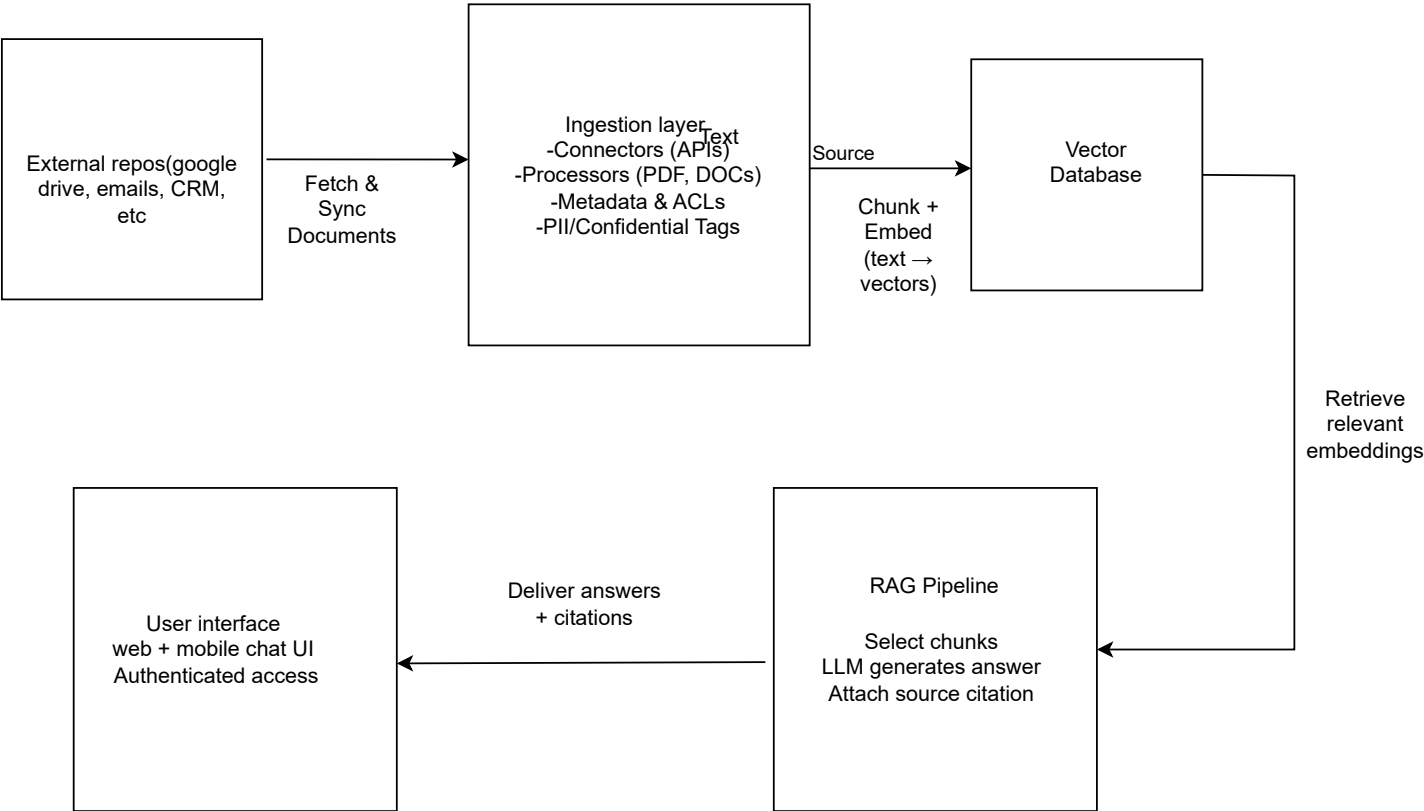 External repos(google
drive, emails, CRM,
etc
Fetch &
Sync
Documents
Ingestion layer
Text
-Connectors (APIs)
-Processors (PDF, DOCs)
-Metadata & ACLs
-PII/Confidential Tags
Source
Chunk +
Embed
(text →
vectors)
Vector
Database
Retrieve
relevant
embeddings
RAG Pipeline
Select chunks
LLM generates answer
Attach source citation
Deliver answers
+ citations
User interface
web + mobile chat UI
Authenticated access